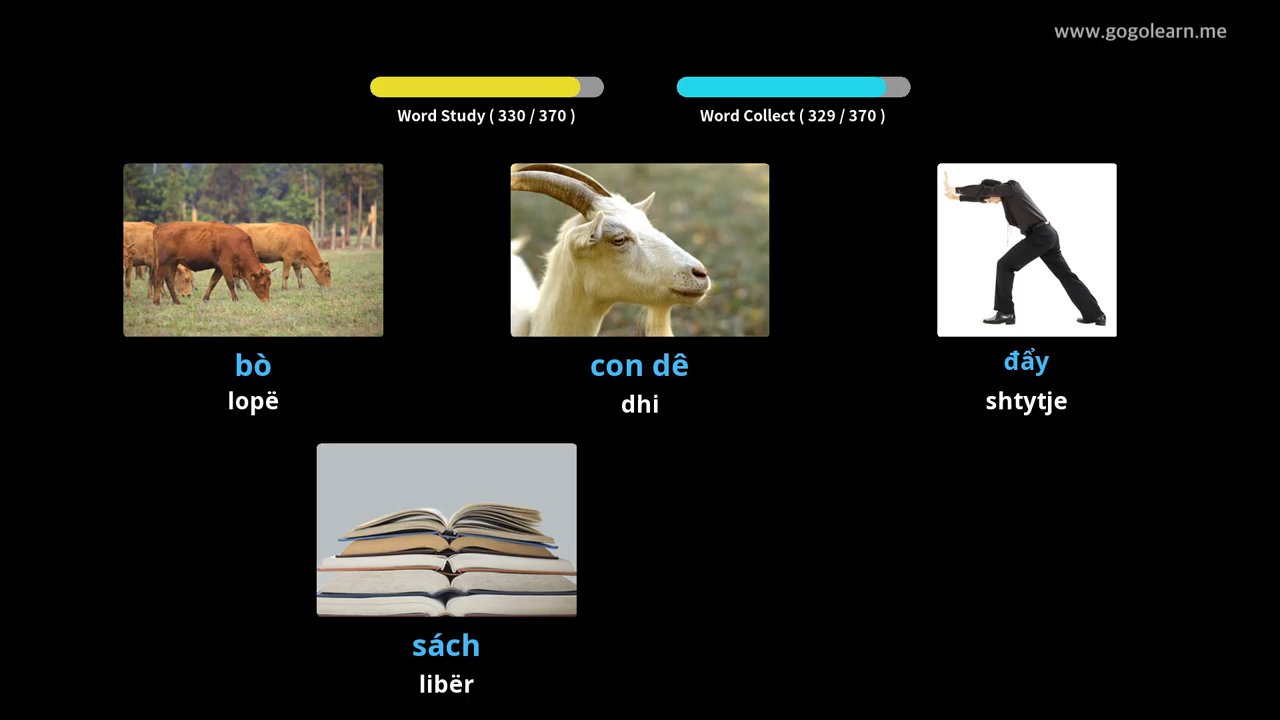 www.gogolearn.me
Word Study ( 330 / 370 )
Word Collect ( 329 / 370 )
bò
lopë
con dê
dhi
đẩy
shtytje
sách
libër